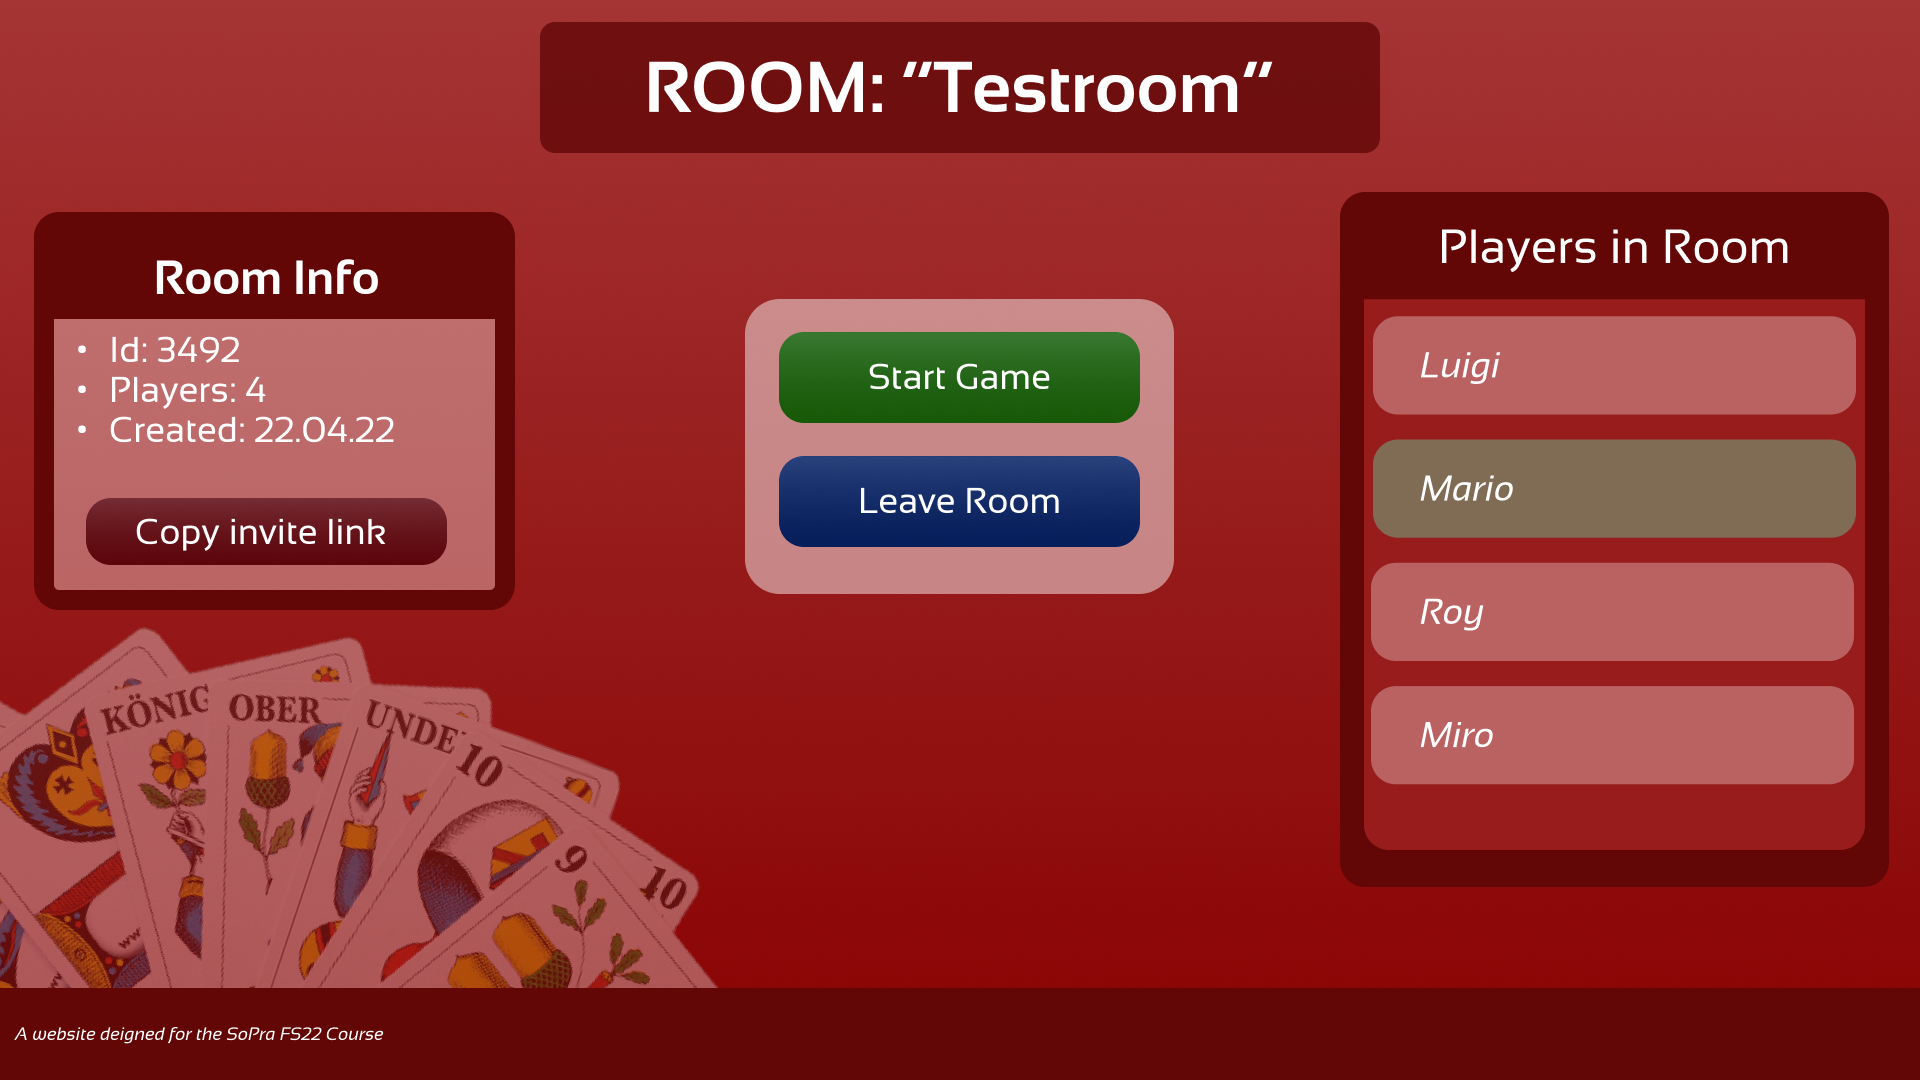 ROOM: “Testroom“
Room Info
• Id: 3492
• Players: 4
• Created: 22.04.22
Copy invite link
Start Game
Leave Room
Players in Room
Luigi
Mario
Roy
Miro
KÖNIG
OBER
UNDE
10
9
10
www
A website deigned for the SoPra FS22 Course